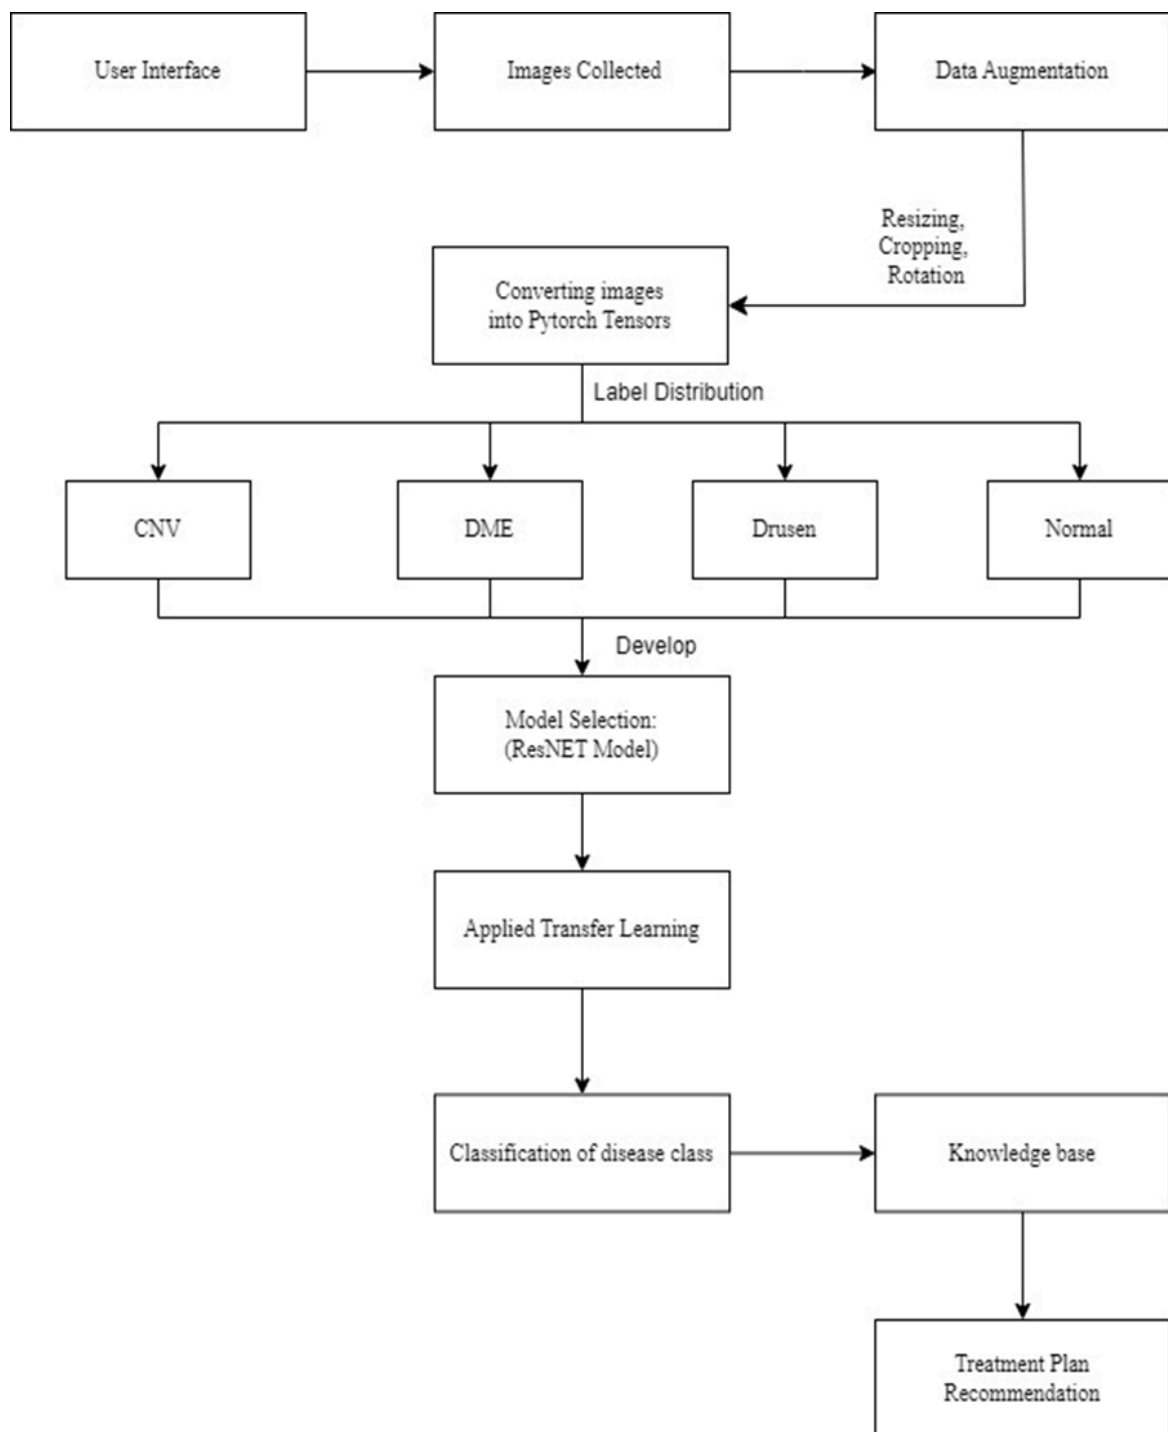 User Interface
Images Collected
Data Augmentation
Resizing,
Cropping,
Rotation
Converting images
into Pytorch Tensors
Label Distribution
CNV
DME
Drusen
Normal
Develop
Model Selection:
(ResNET Model)
Applied Transfer Learning
Classification of disease class
Knowledge base
Treatment Plan
Recommendation